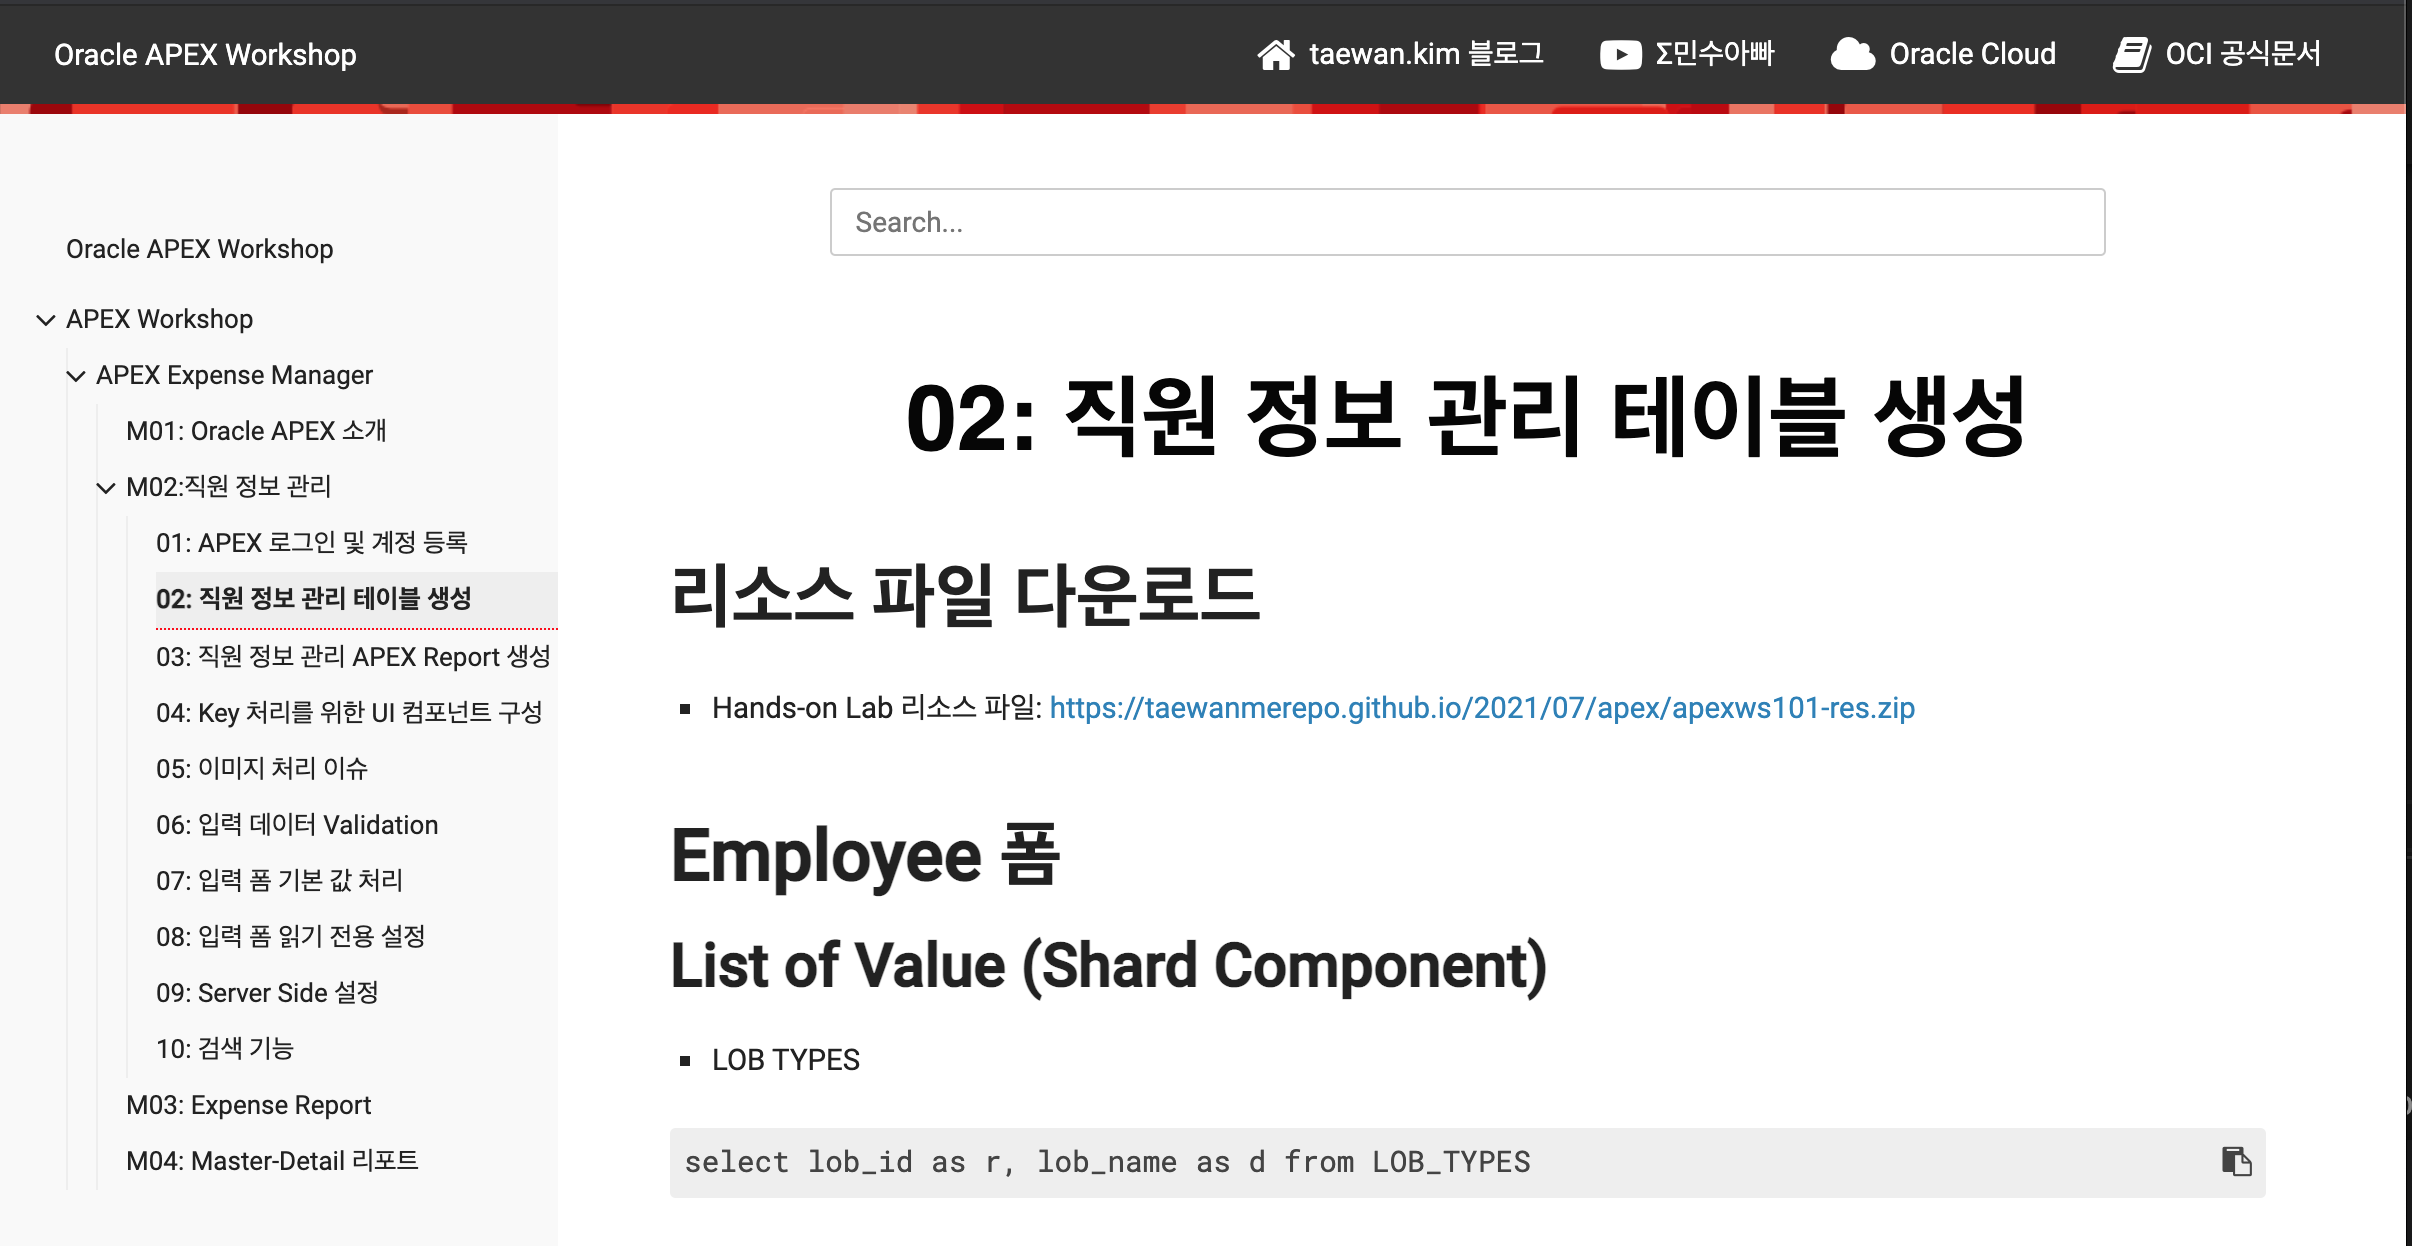 Oracle APEX Workshop
taewan.kim 블로그
Σ민수아빠
Oracle Cloud
OCI 공식문서
Oracle APEX Workshop
APEX Workshop
APEX Expense Manager
M01: Oracle APEX 소개
M02:직원 정보 관리
01: APEX 로그인 및 계정 등록
02: 직원 정보 관리 테이블 생성
03: 직원 정보 관리 APEX Report 생성
04: Key 처리를 위한 UI 컴포넌트 구성
05: 이미지 처리 이슈
06: 입력 데이터 Validation
07: 입력 폼 기본 값 처리
08: 입력 폼 읽기 전용 설정
09: Server Side 설정
10: 검색 기능
M03: Expense Report
M04: Master-Detail 리포트
Search...
02: 직원 정보 관리 테이블 생성
리소스 파일 다운로드
Hands-on Lab 리소스 파일: https://taewanmerepo.github.io/2021/07/apex/apexws101-res.zip
Employee 폼
List of Value (Shard Component)
LOB TYPES
select lob_id as r, lob_name as d from LOB_TYPES